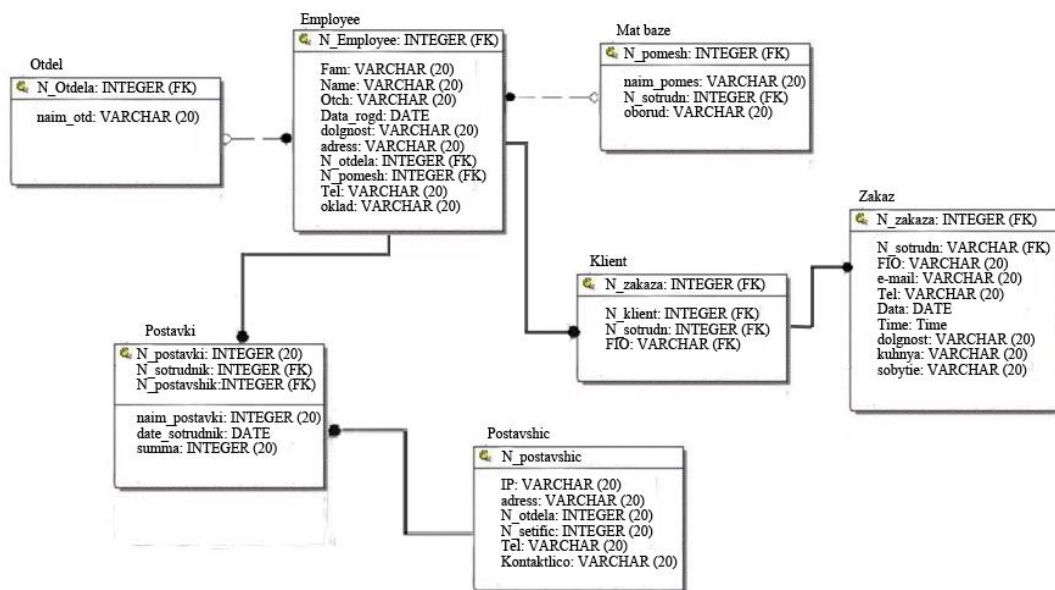 Employee
N_Employee: INTEGER (FK)
Fam: VARCHAR (20)
Name: VARCHAR (20)
Otch: VARCHAR (20)
Data_rogd: DATE
dolgnost: VARCHAR (20)
adress: VARCHAR (20)
N_otdela: INTEGER (FK)
N_pomesh: INTEGER (FK)
Tel: VARCHAR (20)
oklad: VARCHAR (20)
Mat baze
N_pomesh: INTEGER (FK)
naim_pomes: VARCHAR (20)
N_sotrudn: INTEGER (FK)
oborud: VARCHAR (20)
Otdel
N_Otdela: INTEGER (FK)
naim_otd: VARCHAR (20)
Zakaz
N_zakaza: INTEGER (FK)
N_sotrudn: VARCHAR (FK)
FIO: VARCHAR (20)
e-mail: VARCHAR (20)
Tel: VARCHAR (20)
Data: DATE
Time: Time
dolgnost: VARCHAR (20)
kuhnya: VARCHAR (20)
sobytie: VARCHAR (20)
Klient
N_zakaza: INTEGER (FK)
N_klient: INTEGER (FK)
N_sotrudn: INTEGER (FK)
FIO: VARCHAR (FK)
Postavki
N_postavki: INTEGER (20)
N_sotrudnik: INTEGER (FK)
N_postavshik:INTEGER (FK)
naim_postavki: INTEGER (20)
date_sotrudnik: DATE
summa: INTEGER (20)
Postavshic
N_postavshic
IP: VARCHAR (20)
adress: VARCHAR (20)
N_otdela: INTEGER (20)
N_setific: INTEGER (20)
Tel: VARCHAR (20)
Kontaktlico: VARCHAR (20)